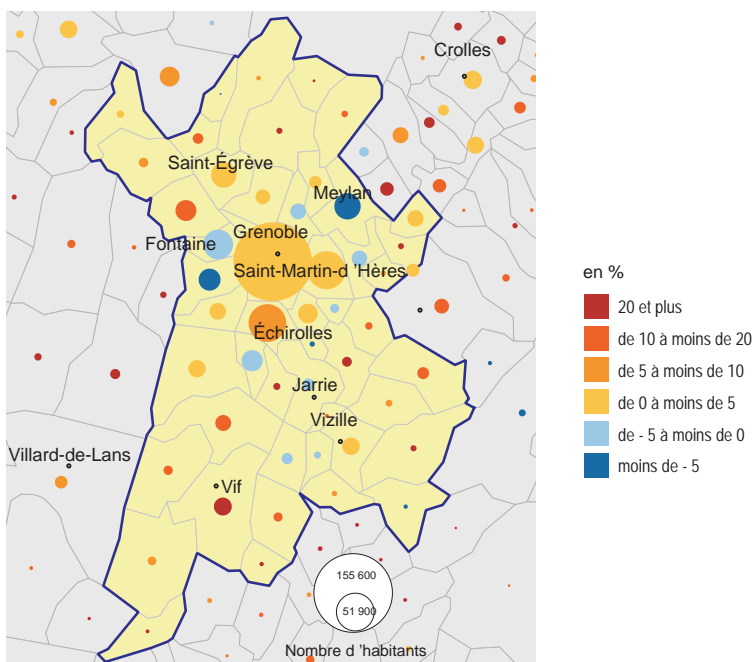 Crolles
Saint-Égrève
Meylan
Grenoble
Fontaine
Saint-Martin-d 'Hères
Échirolles
Jarrie
Vizille
Villard-de-Lans
Vif
155 600
51 900
Nombre d 'habitants
en %
20 et plus
de 10 à moins de 20
de 5 à moins de 10
de 0 à moins de 5
de - 5 à moins de 0
moins de - 5